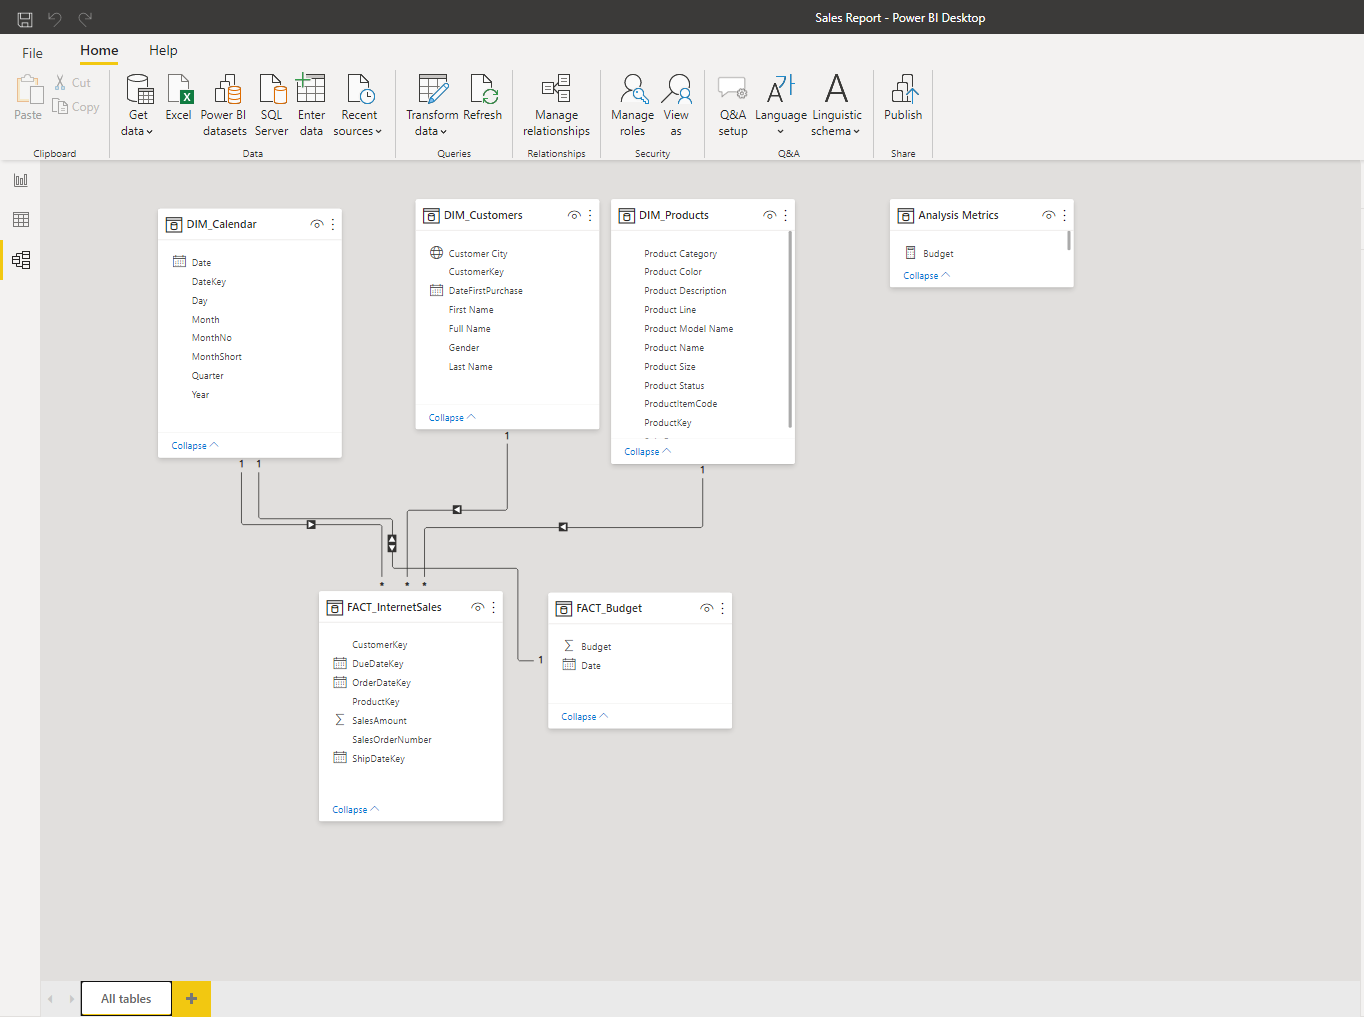 Sales Report - Power BI Desktop
File
Home
Help
Paste
Cut
Copy
Get data
Excel
Power BI datasets
SQL Server
Enter data
Recent sources
Transform data
Refresh
Manage relationships
Manage roles
View as
Q&A setup
Language
Linguistic schema
Publish
Clipboard
Data
Queries
Relationships
Security
Q&A
Share
DIM_Calendar
Date
DateKey
Day
Month
MonthNo
MonthShort
Quarter
Year
Collapse
DIM_Customers
Customer City
CustomerKey
DateFirstPurchase
First Name
Full Name
Gender
Last Name
Collapse
DIM_Products
Product Category
Product Color
Product Description
Product Line
Product Model Name
Product Name
Product Size
Product Status
ProductItemCode
ProductKey
Collapse
Analysis Metrics
Budget
Collapse
1
1
1
1
*
*
*
1
FACT_InternetSales
CustomerKey
DueDateKey
OrderDateKey
ProductKey
SalesAmount
SalesOrderNumber
ShipDateKey
Collapse
FACT_Budget
Budget
Date
Collapse
All tables
+